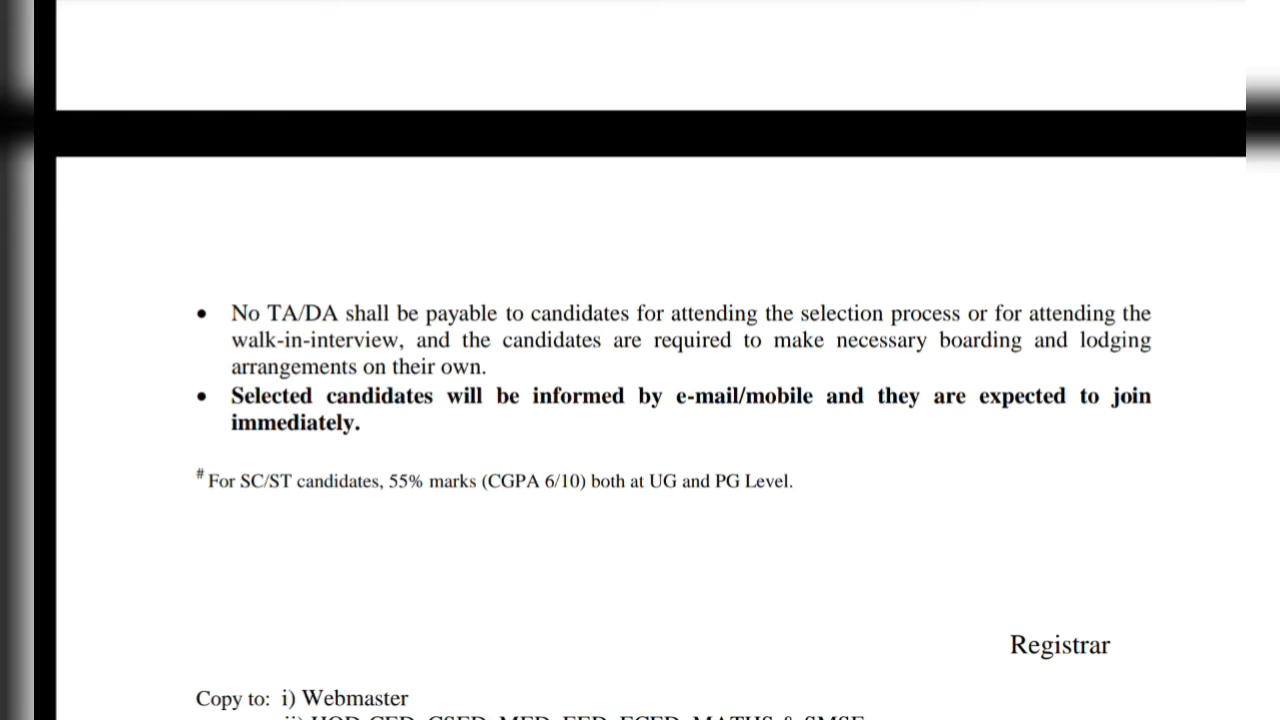 • No TA/DA shall be payable to candidates for attending the selection process or for attending the
walk-in-interview, and the candidates are required to make necessary boarding and lodging
arrangements on their own.
• Selected candidates will be informed by e-mail/mobile and they are expected to join
immediately.
# For SC/ST candidates, 55% marks (CGPA 6/10) both at UG and PG Level.
Registrar
Copy to: i) Webmaster